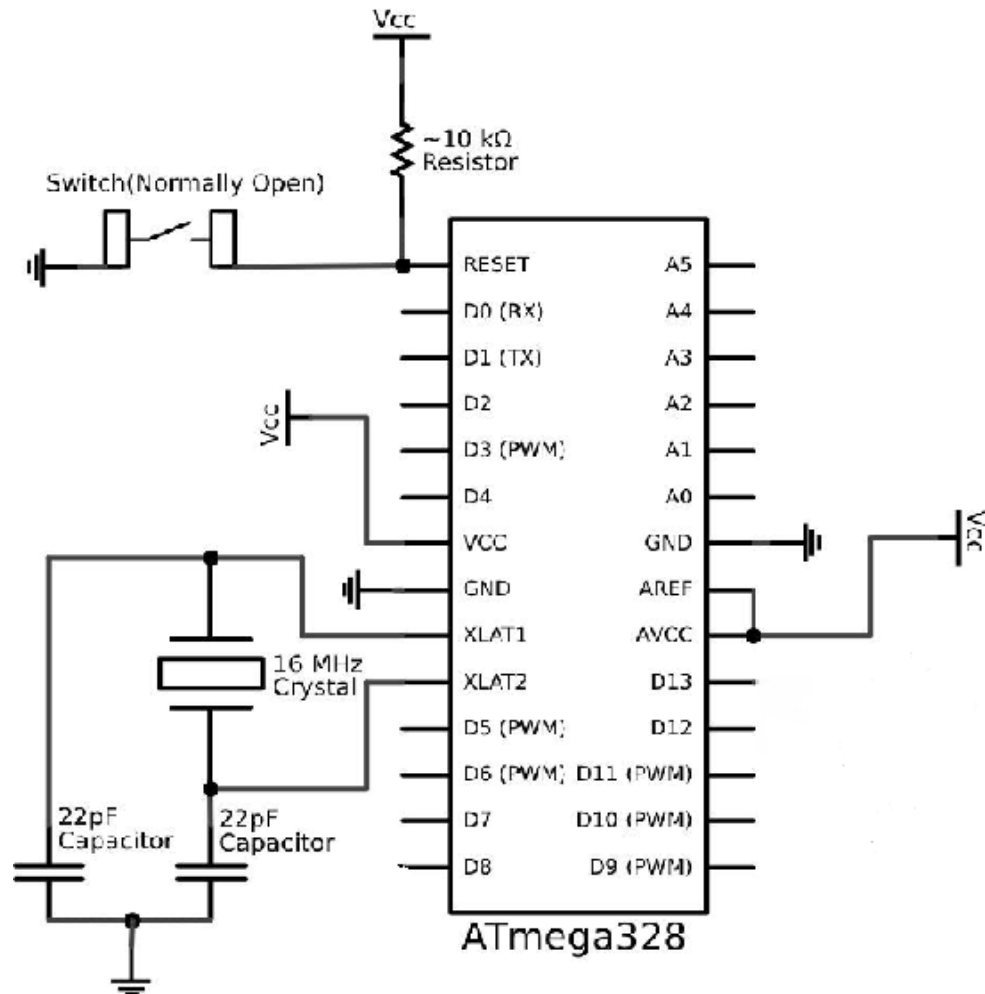 Vcc
~10 kΩ
Resistor
Switch(Normally Open)
RESET
A5
D0 (RX)
A4
D1 (TX)
A3
D2
A2
Vcc
D3 (PWM)
A1
D4
A0
VCC
GND
Vcc
GND
AREF
XLAT1
AVCC
16 MHz
Crystal
XLAT2
D13
D5 (PWM)
D12
D6 (PWM)
D11 (PWM)
22pF
Capacitor
22pF
Capacitor
D7
D10 (PWM)
D8
D9 (PWM)
ATmega328